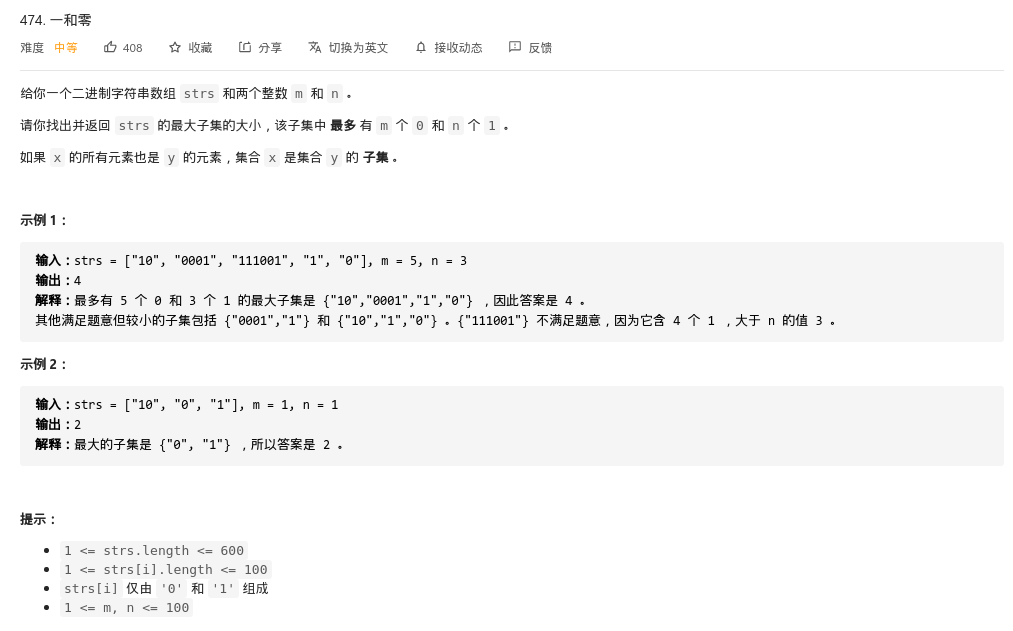 474. 一和零
难度 中等 408 收藏 分享 切换为英文 接收动态 反馈
给你一个二进制字符串数组 strs 和两个整数 m 和 n 。
请你找出并返回 strs 的最大子集的大小，该子集中 最多 有 m 个 0 和 n 个 1 。
如果 x 的所有元素也是 y 的元素，集合 x 是集合 y 的 子集 。
示例 1：
输入：strs = ["10", "0001", "111001", "1", "0"], m = 5, n = 3
输出：4
解释：最多有 5 个 0 和 3 个 1 的最大子集是 {"10","0001","1","0"} ，因此答案是 4 。
其他满足题意但较小的子集包括 {"0001","1"} 和 {"10","1","0"} 。{"111001"} 不满足题意，因为它含 4 个 1 ，大于 n 的值 3 。
示例 2：
输入：strs = ["10", "0", "1"], m = 1, n = 1
输出：2
解释：最大的子集是 {"0", "1"} ，所以答案是 2 。
提示：
1 <= strs.length <= 600
1 <= strs[i].length <= 100
strs[i] 仅由 '0' 和 '1' 组成
1 <= m, n <= 100